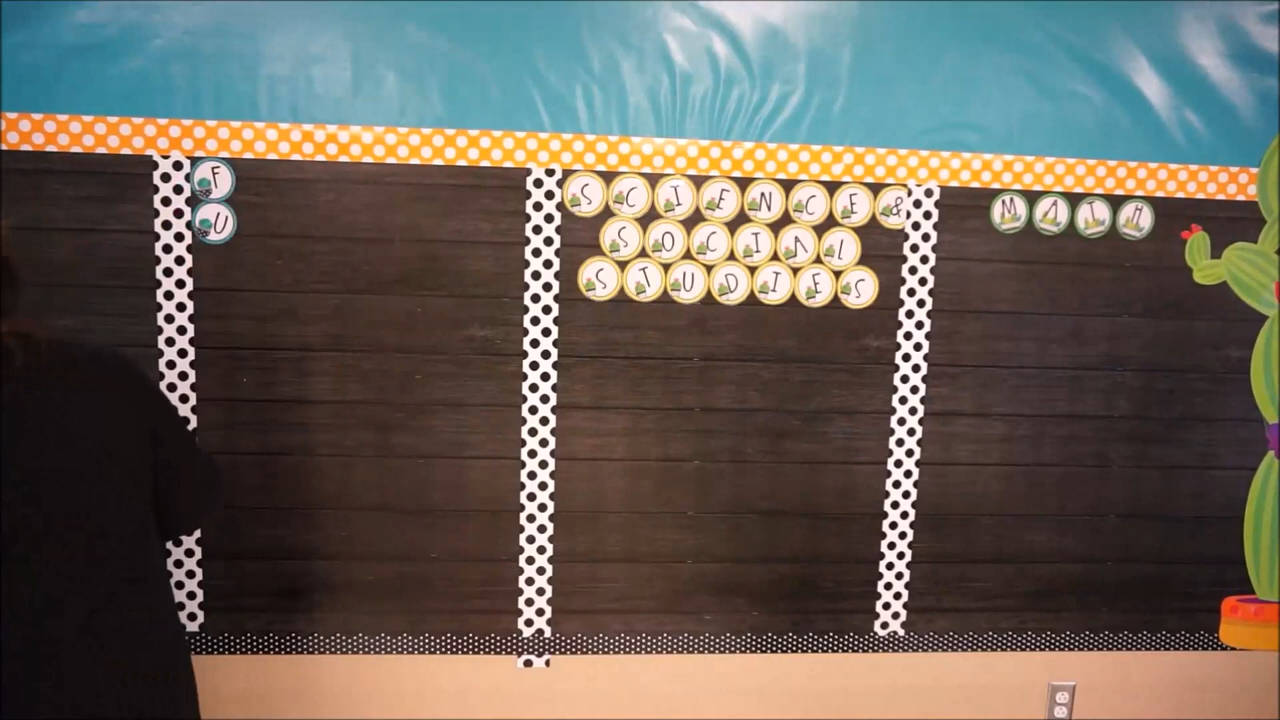 F
U
SCIENCE &
SOCIAL
STUDIES
MATH